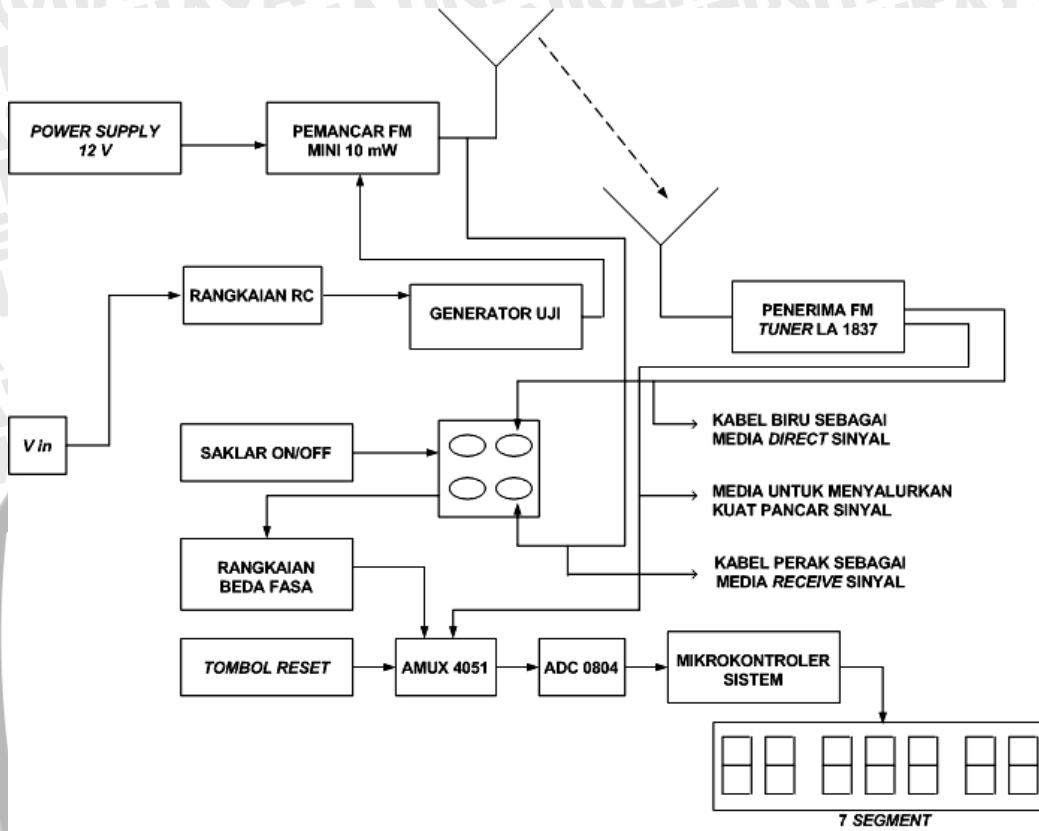 POWER SUPPLY
12 V
PEMANCAR FM
MINI 10 mW
RANGKAIAN RC
GENERATOR UJI
PENERIMA FM
TUNER LA 1837
V in
SAKLAR ON/OFF
KABEL BIRU SEBAGAI
MEDIA DIRECT SINYAL
MEDIA UNTUK MENYALURKAN
KUAT PANCAR SINYAL
RANGKAIAN
BEDA FASA
KABEL PERAK SEBAGAI
MEDIA RECEIVE SINYAL
TOMBOL RESET
AMUX 4051
ADC 0804
MIKROKONTROLER
SISTEM
7 SEGMENT